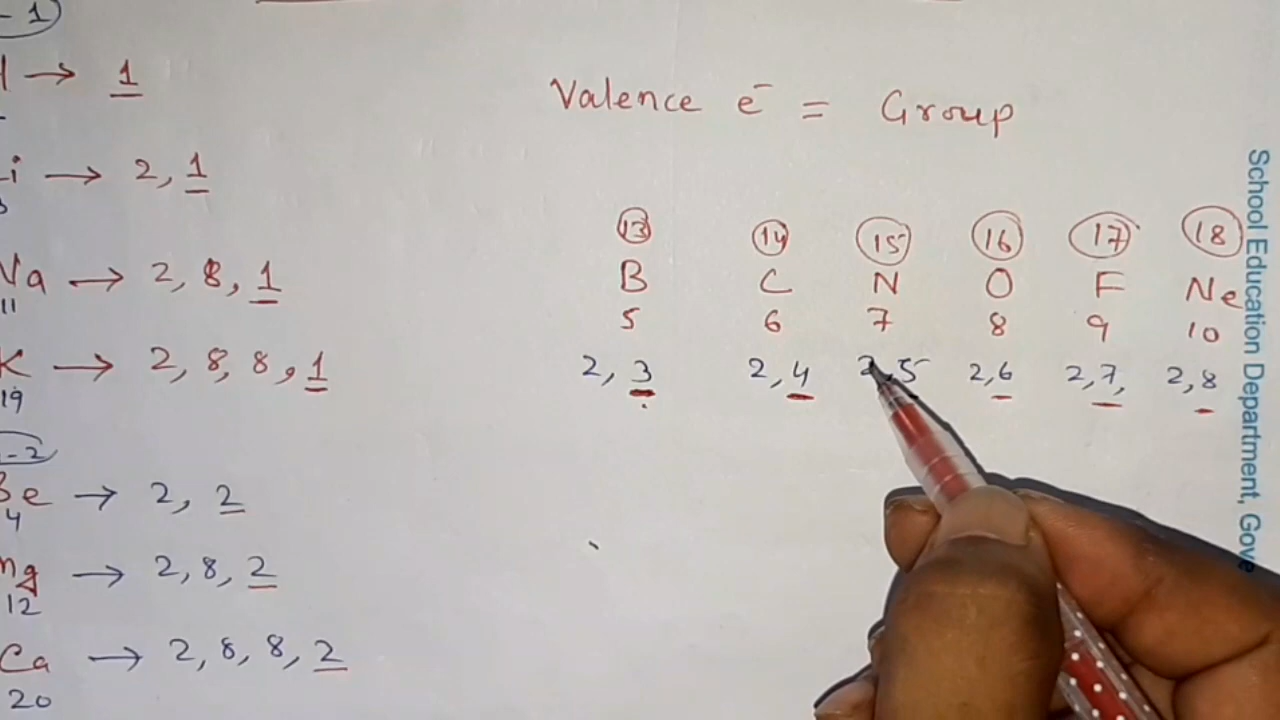 - 1
→ 1
i → 2, 1
Na → 2, 8, 1
11
K → 2, 8, 8, 1
19
- 2
Be → 2, 2
4
Mg → 2, 8, 2
12
Ca → 2, 8, 8, 2
20
Valence e⁻ = Group
13 14 15 16 17 18
B C N O F Ne
5 6 7 8 9 10
2, 3 2, 4 2,5 2,6 2,7, 2,8
School Education Department, Gove